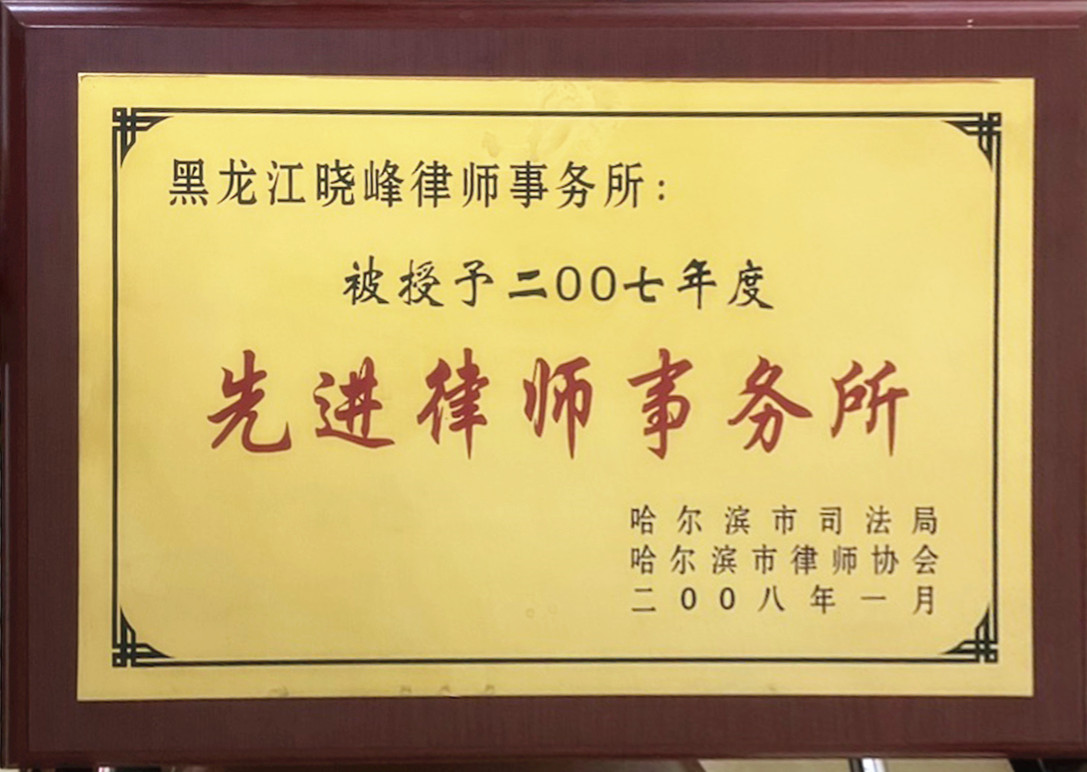 黑龙江晓峰律师事务所:
被授予二00七年度
先进律师事务所
哈尔滨市司法局
哈尔滨市律师协会
二00八年一月